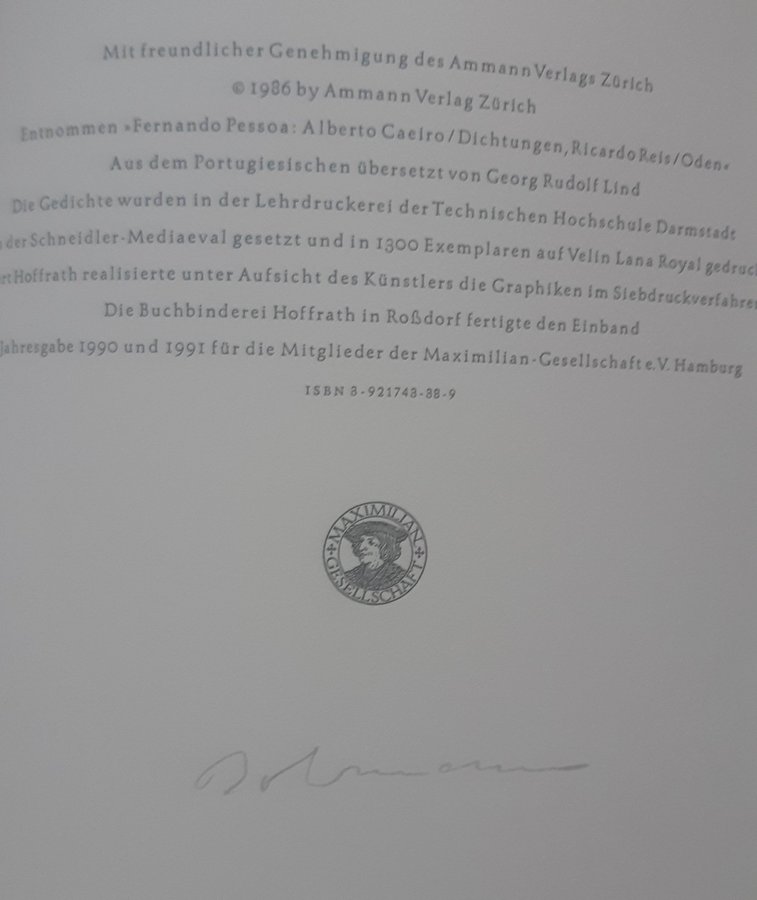 Mit freundlicher Genehmigung des Ammann Verlags Zürich
© 1986 by Ammann Verlag Zürich
Entnommen »Fernando Pessoa: Alberto Caeiro/Dichtungen, Ricardo Reis/Oden«
Aus dem Portugiesischen übersetzt von Georg Rudolf Lind
Die Gedichte wurden in der Lehrdruckerei der Technischen Hochschule Darmstadt
der Schneidler-Mediaeval gesetzt und in 1300 Exemplaren auf Velin Lana Royal gedruc
Hoffrath realisierte unter Aufsicht des Künstlers die Graphiken im Siebdruckverfahre
Die Buchbinderei Hoffrath in Roßdorf fertigte den Einband
Jahresgabe 1990 und 1991 für die Mitglieder der Maximilian-Gesellschaft e.V. Hamburg
ISBN 3-921743-38-9
MAXIMILIAN
GESELLSCHAFT